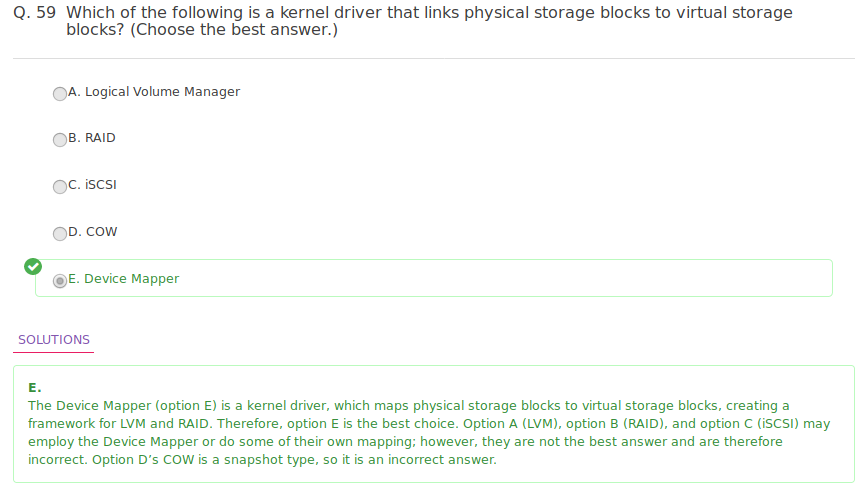 Q. 59 Which of the following is a kernel driver that links physical storage blocks to virtual storage
blocks? (Choose the best answer.)
A. Logical Volume Manager
B. RAID
C. iSCSI
D. COW
E. Device Mapper
SOLUTIONS
E.
The Device Mapper (option E) is a kernel driver, which maps physical storage blocks to virtual storage blocks, creating a
framework for LVM and RAID. Therefore, option E is the best choice. Option A (LVM), option B (RAID), and option C (iSCSI) may
employ the Device Mapper or do some of their own mapping; however, they are not the best answer and are therefore
incorrect. Option D’s COW is a snapshot type, so it is an incorrect answer.